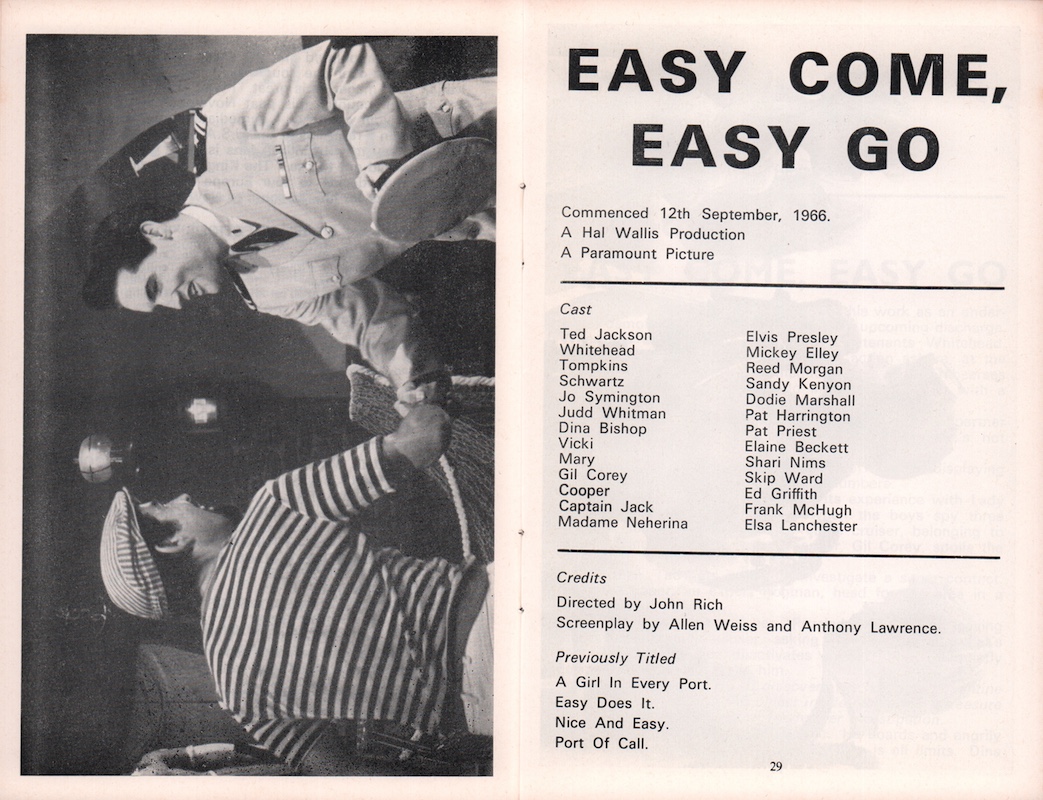 EASY COME,
EASY GO
Commenced 12th September, 1966.
A Hal Wallis Production
A Paramount Picture
Cast
Ted Jackson Elvis Presley
Whitehead Mickey Elley
Tompkins Reed Morgan
Schwartz Sandy Kenyon
Jo Symington Dodie Marshall
Judd Whitman Pat Harrington
Dina Bishop Pat Priest
Vicki Elaine Beckett
Mary Shari Nims
Gil Corey Skip Ward
Cooper Ed Griffith
Captain Jack Frank McHugh
Madame Neherina Elsa Lanchester
Credits
Directed by John Rich
Screenplay by Allen Weiss and Anthony Lawrence.
Previously Titled
A Girl In Every Port.
Easy Does It.
Nice And Easy.
Port Of Call.
29